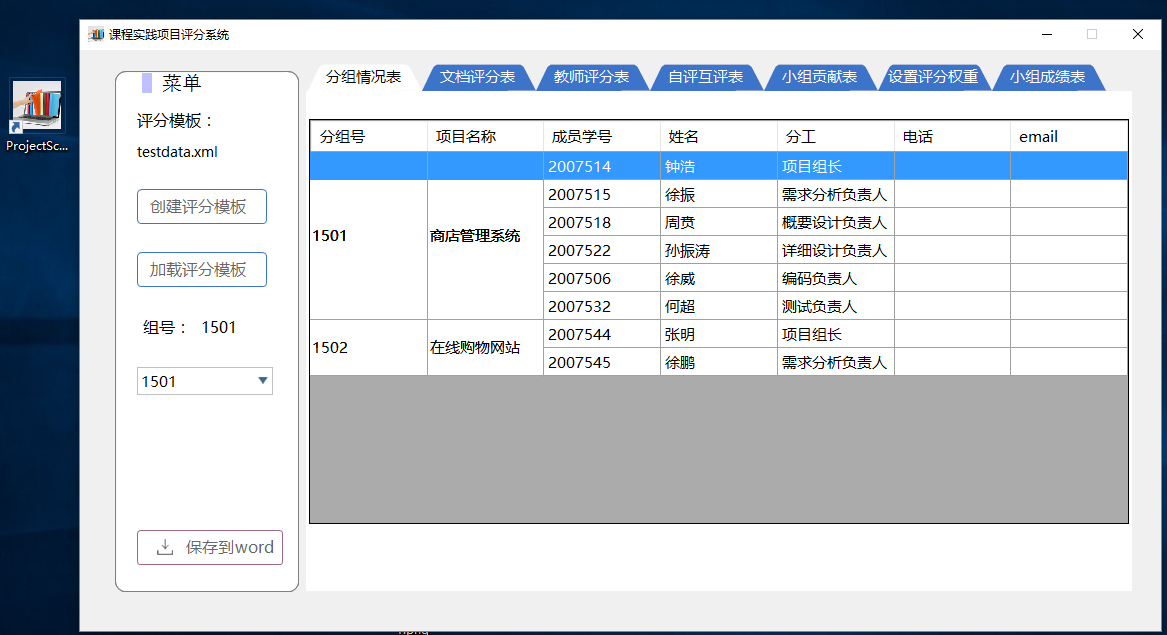 课程实践项目评分系统
ProjectSc...
菜单
评分模板：
testdata.xml
创建评分模板
加载评分模板
组号： 1501
1501
保存到word
分组情况表 文档评分表 教师评分表 自评互评表 小组贡献表 设置评分权重 小组成绩表
分组号 项目名称 成员学号 姓名 分工 电话 email
2007514 钟浩 项目组长
2007515 徐振 需求分析负责人
2007518 周贲 概要设计负责人
1501 商店管理系统
2007522 孙振涛 详细设计负责人
2007506 徐威 编码负责人
2007532 何超 测试负责人
2007544 张明 项目组长
1502 在线购物网站
2007545 徐鹏 需求分析负责人